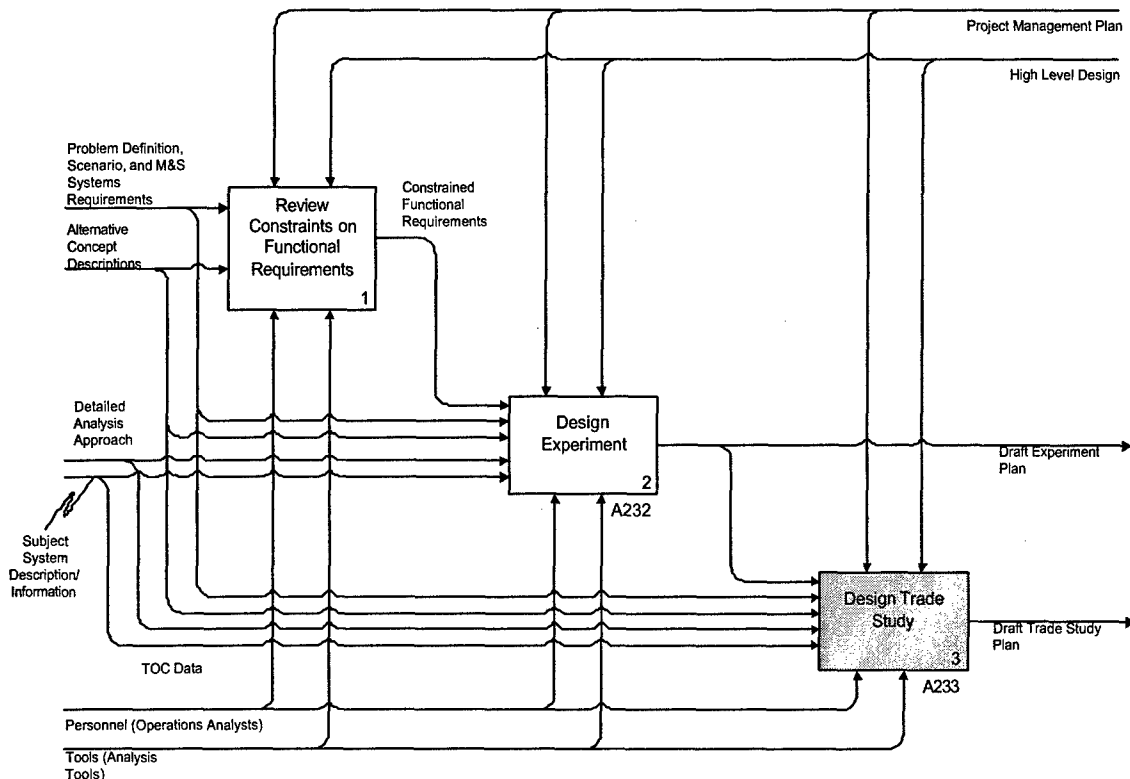 Project Management Plan
High Level Design
Problem Definition,
Scenario, and M&S
Systems
Requirements
Alternative
Concept
Descriptions
Review
Constraints on
Functional
Requirements
1
Constrained
Functional
Requirements
Detailed
Analysis
Approach
Design
Experiment
2
A232
Draft Experiment
Plan
Subject
System
Description/
Information
Design Trade
Study
3
A233
Draft Trade Study
Plan
TOC Data
Personnel (Operations Analysts)
Tools (Analysis
Tools)